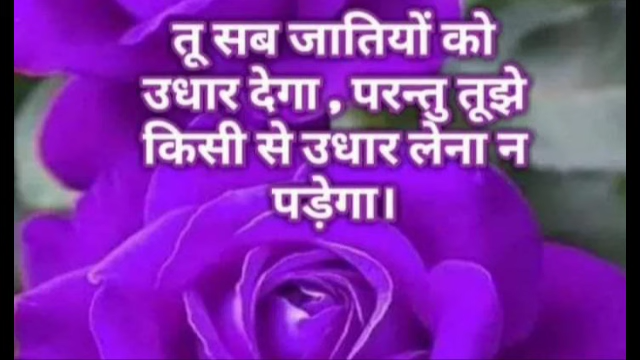 तू सब जातियों को
उधार देगा , परन्तु तूझे
किसी से उधार लेना न
पड़ेगा।